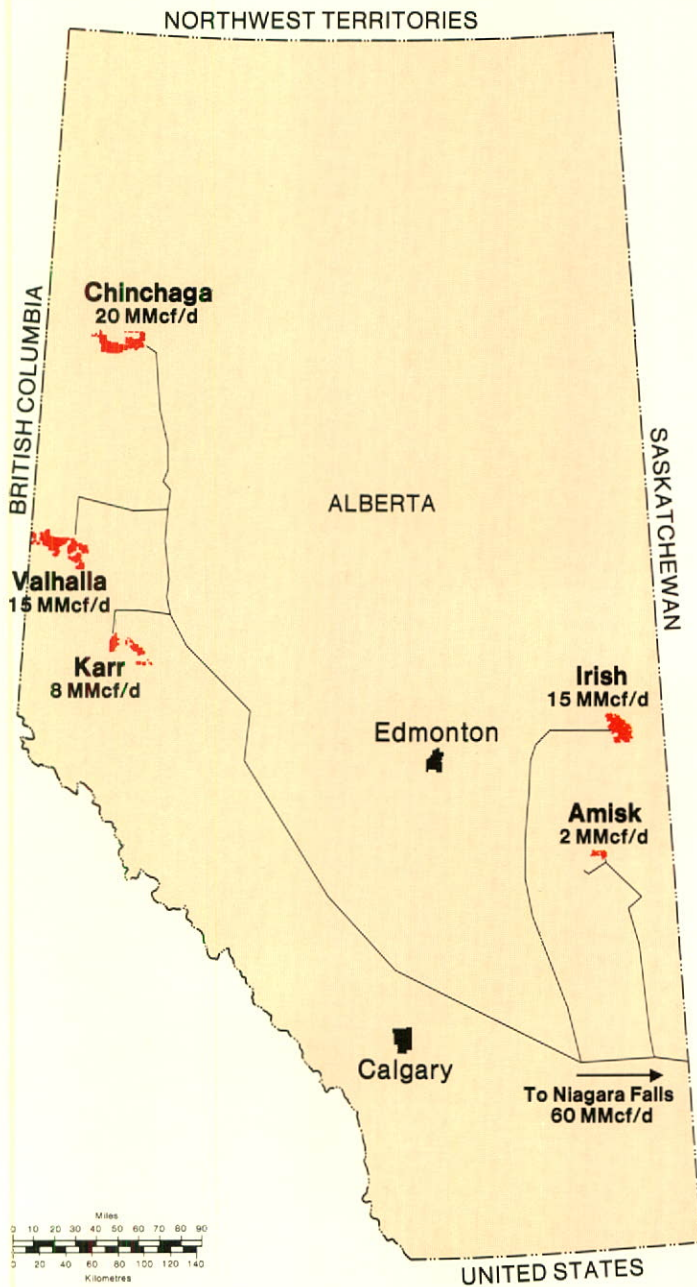 NORTHWEST TERRITORIES
Chinchaga
20 MMcf/d
BRITISH COLUMBIA
ALBERTA
SASKATCHEWAN
Valhalla
15 MMcf/d
Karr
8 MMcf/d
Irish
15 MMcf/d
Edmonton
Amisk
2 MMcf/d
Calgary
To Niagara Falls
60 MMcf/d
Miles
0 10 20 30 40 50 60 70 80 90
0 20 40 60 80 100 120 140
Kilometres
UNITED STATES